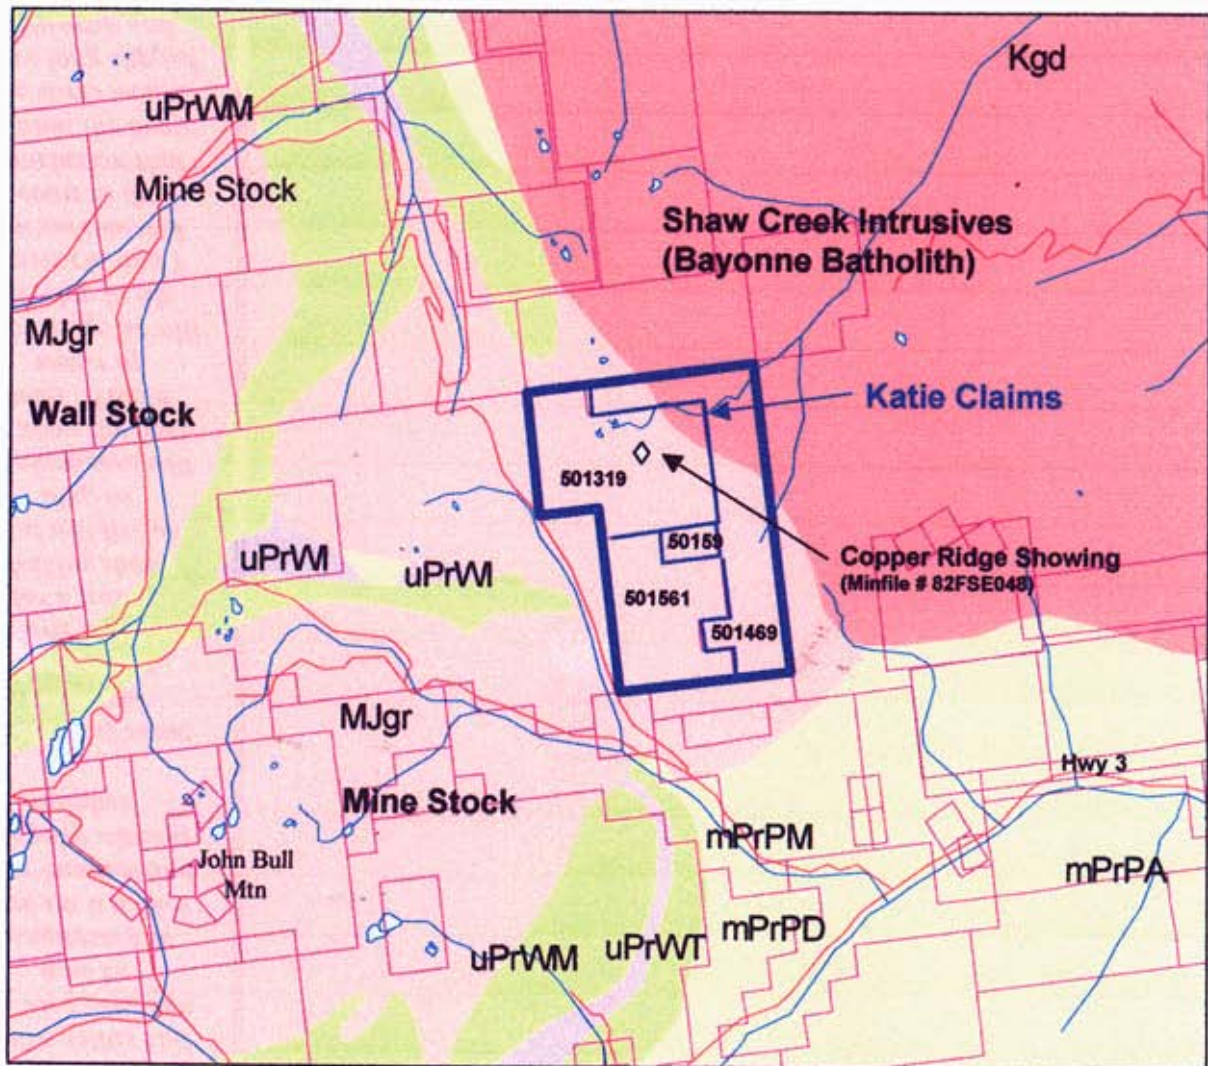 Kgd
uPrWM
Mine Stock
Shaw Creek Intrusives
(Bayonne Batholith)
MJgr
Wall Stock
Katie Claims
501319
50159
Copper Ridge Showing
(Minfile # 82FSE048)
uPrWI
uPrWI
501561
501469
MJgr
Hwy 3
Mine Stock
mPrPM
John Bull
Mtn
mPrPA
mPrPD
uPrWT
uPrWM